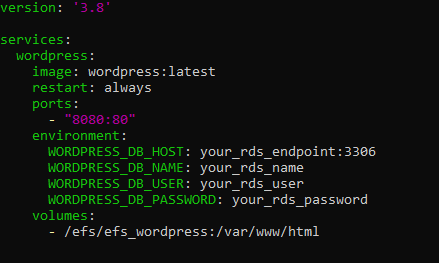 version: '3.8'
services:
wordpress:
image: wordpress:latest
restart: always
ports:
- "8080:80"
environment:
WORDPRESS_DB_HOST: your_rds_endpoint:3306
WORDPRESS_DB_NAME: your_rds_name
WORDPRESS_DB_USER: your_rds_user
WORDPRESS_DB_PASSWORD: your_rds_password
volumes:
- /efs/efs_wordpress:/var/www/html